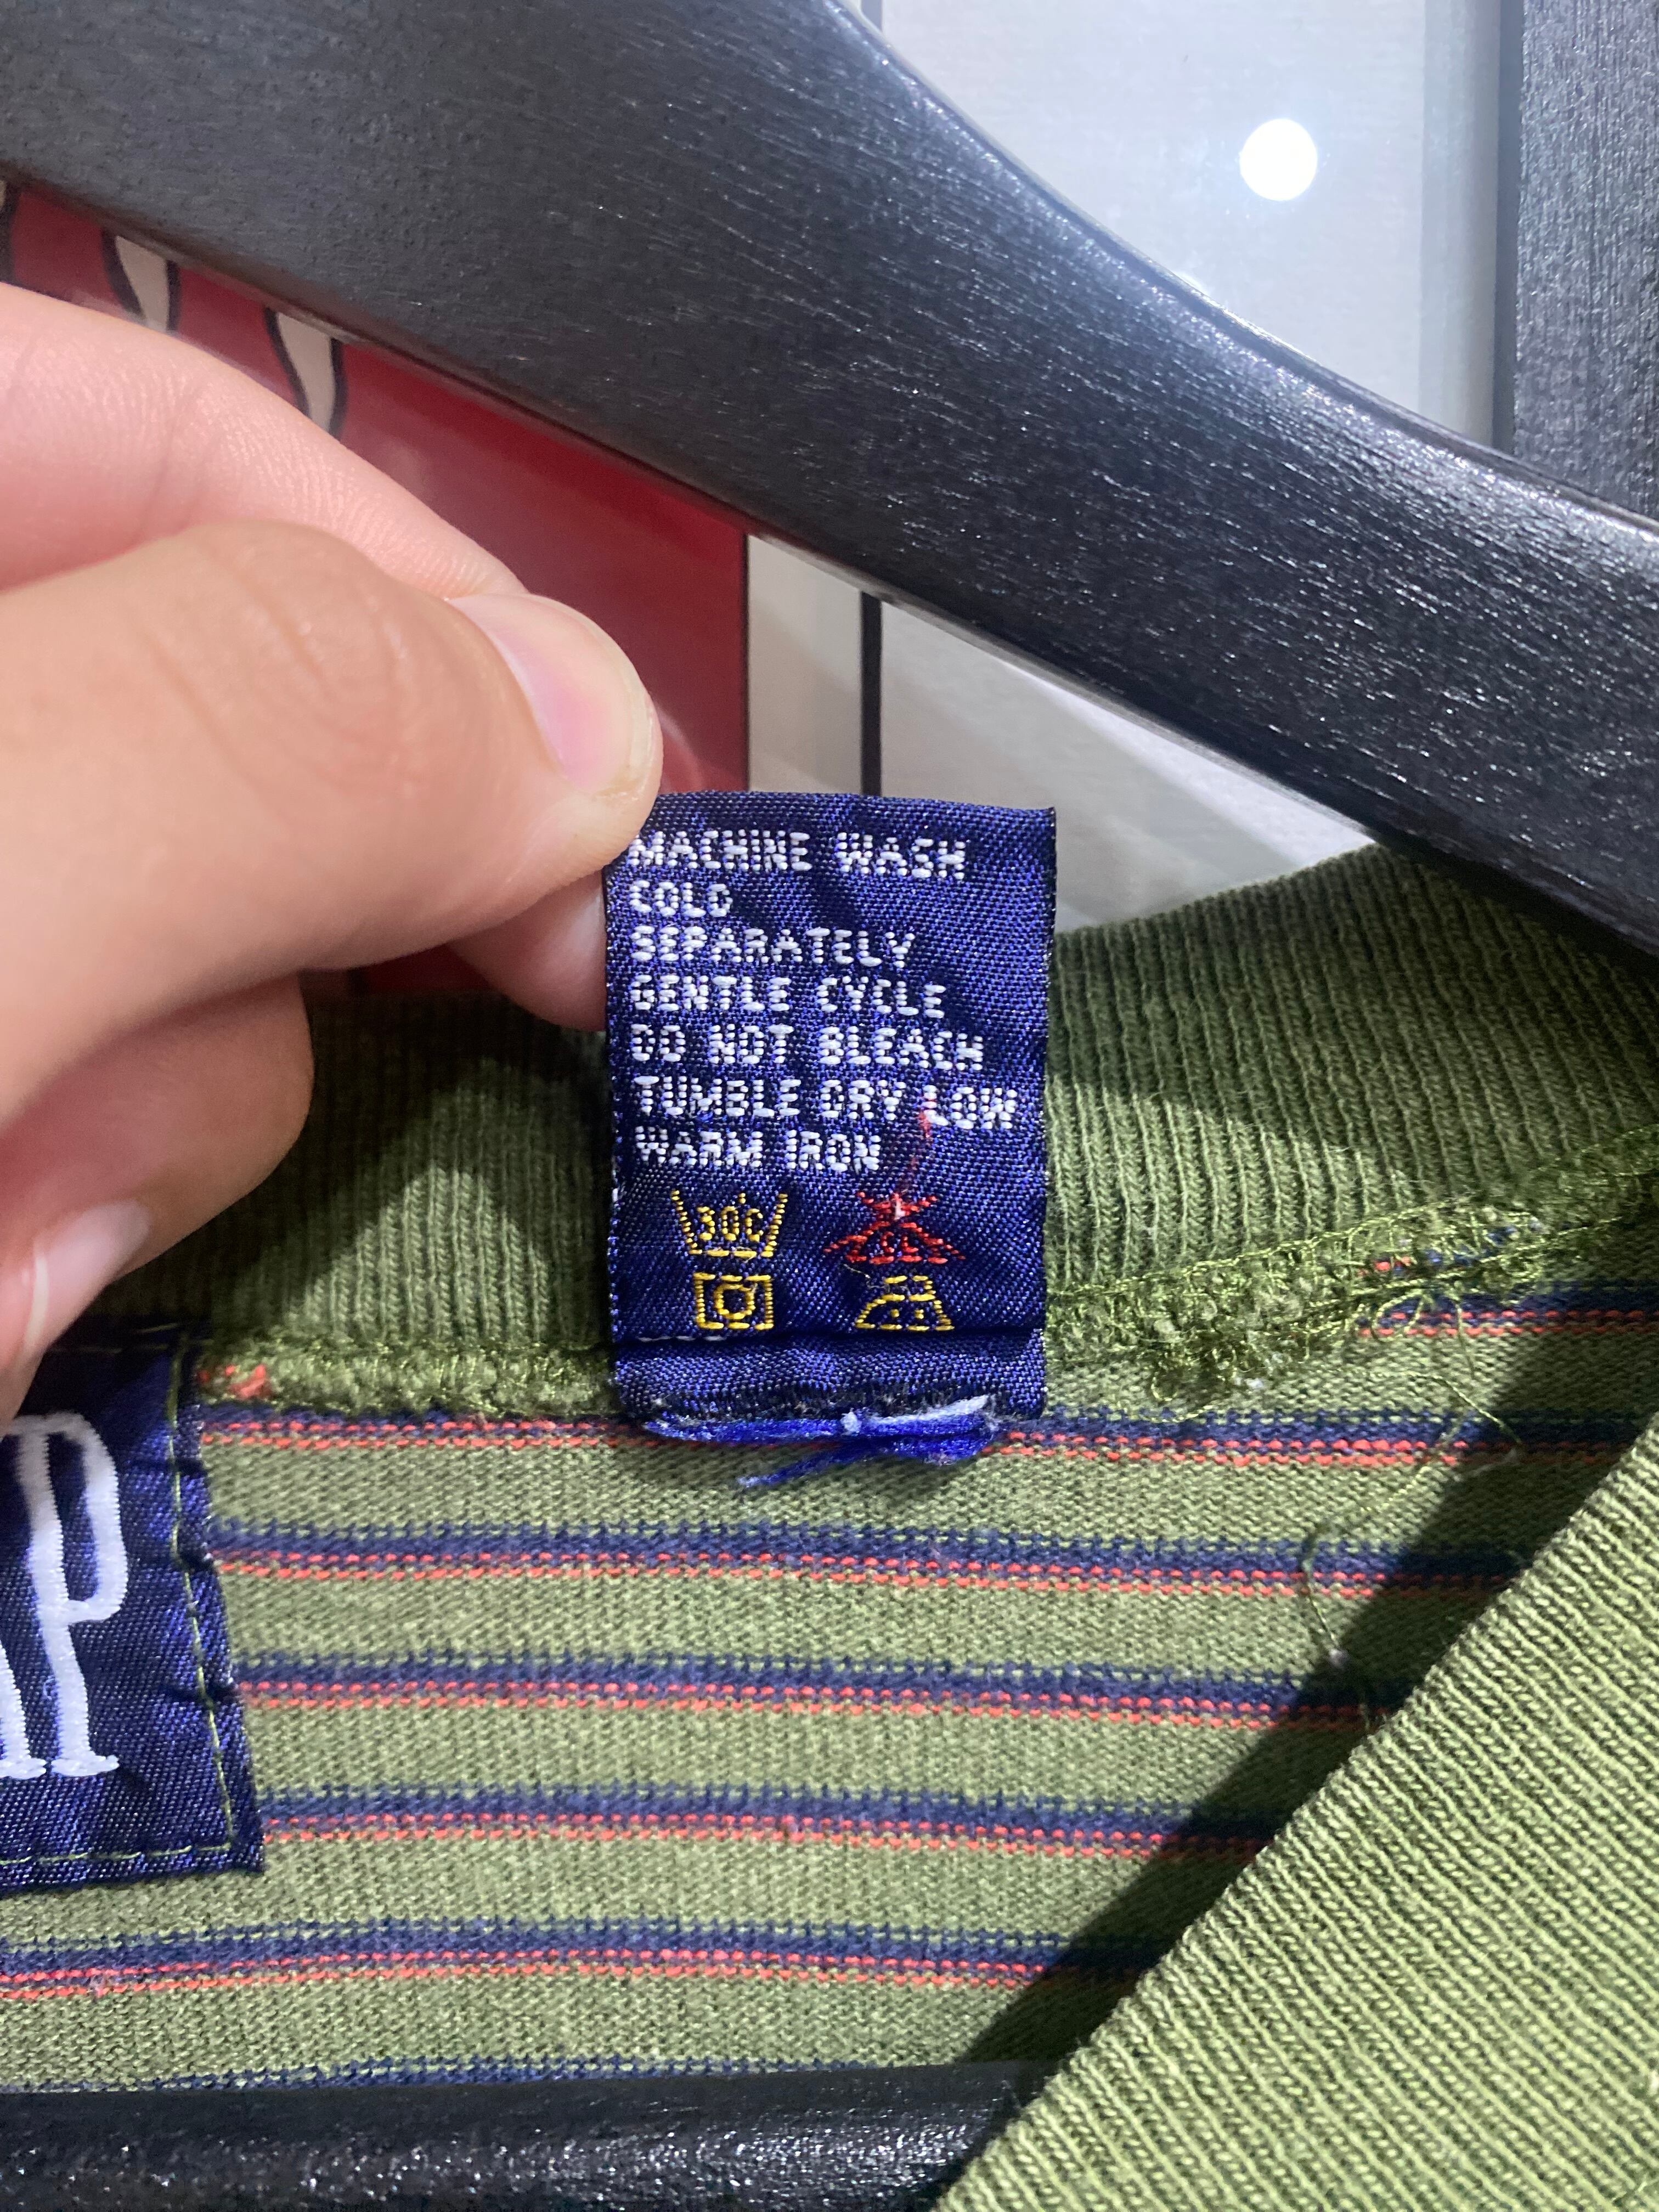 MACHINE WASH
COLD
SEPARATELY
GENTLE CYCLE
DO NOT BLEACH
TUMBLE DRY LOW
WARM IRON
30C